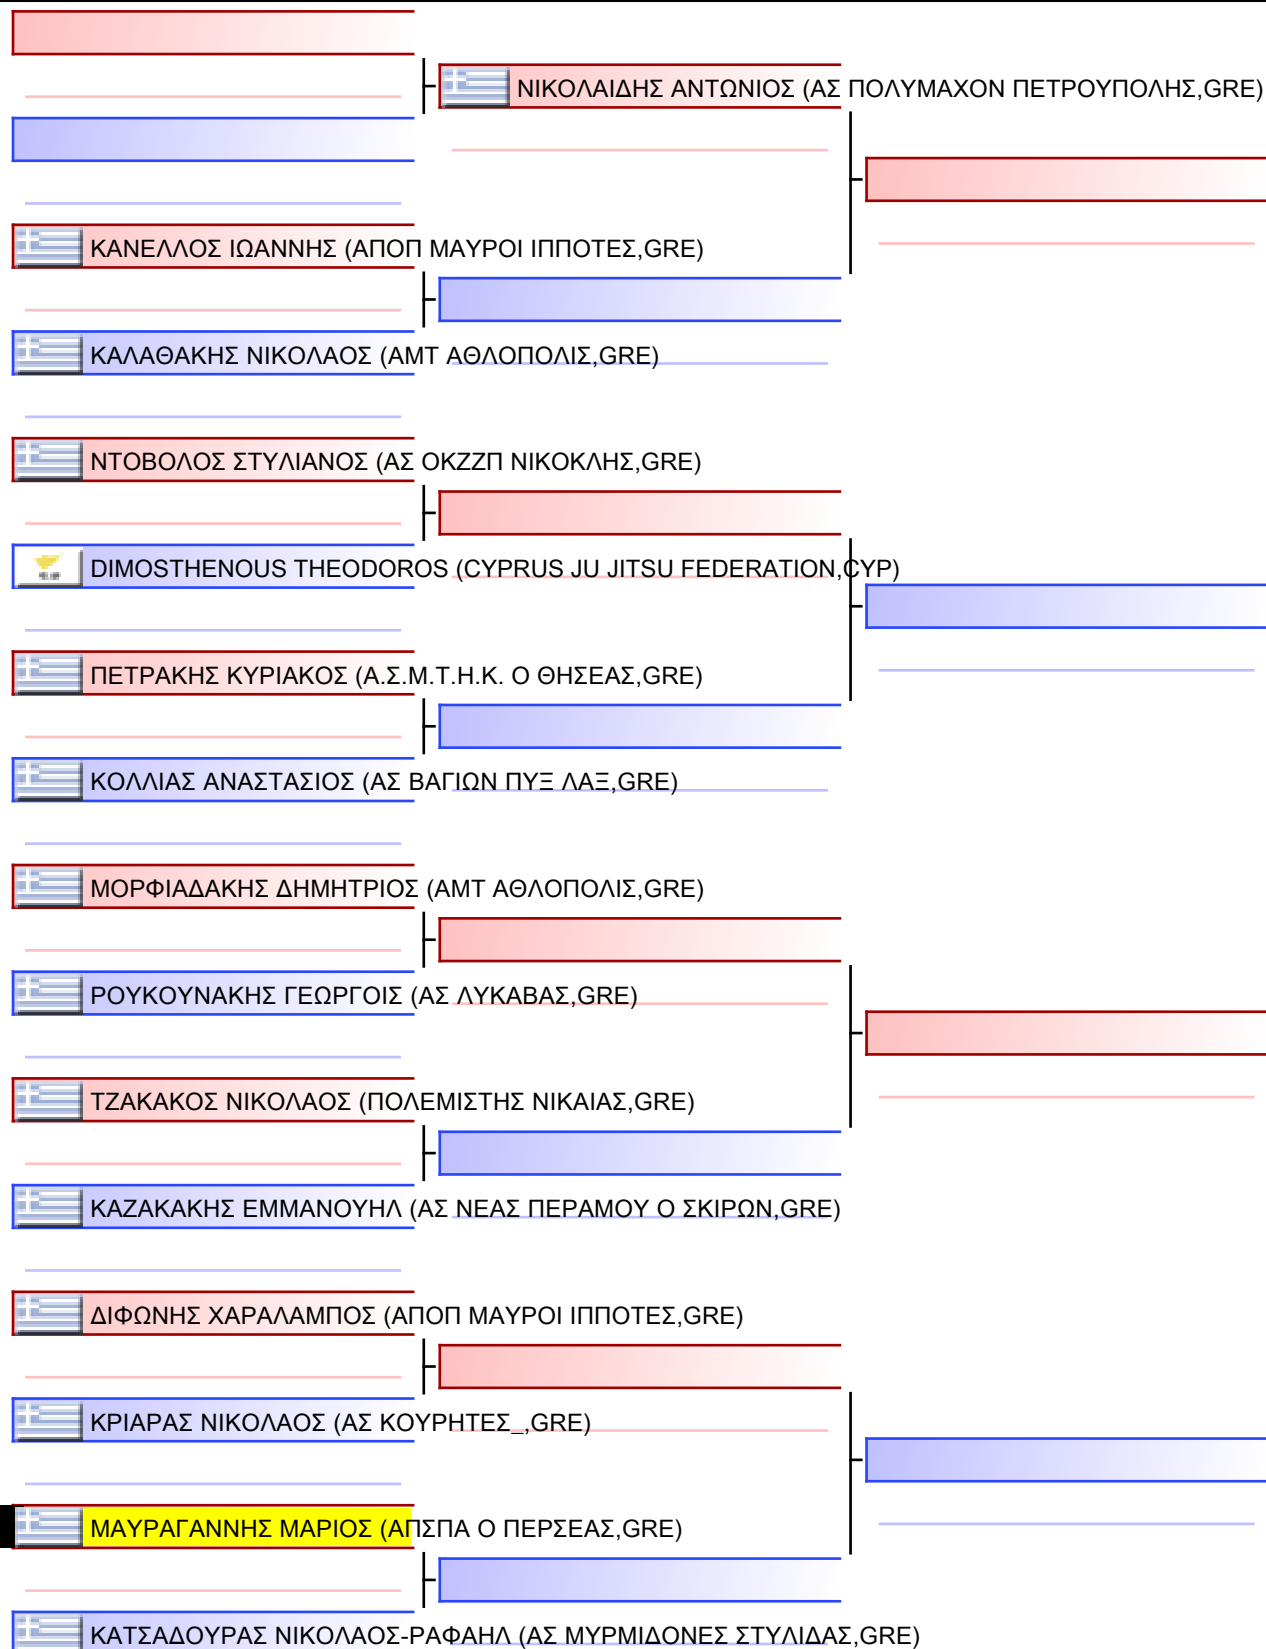 ΝΙΚΟΛΑΙΔΗΣ ΑΝΤΩΝΙΟΣ (ΑΣ ΠΟΛΥΜΑΧΟΝ ΠΕΤΡΟΥΠΟΛΗΣ,GRE)
ΚΑΝΕΛΛΟΣ ΙΩΑΝΝΗΣ (ΑΠΟΠ ΜΑΥΡΟΙ ΙΠΠΟΤΕΣ,GRE)
ΚΑΛΑΘΑΚΗΣ ΝΙΚΟΛΑΟΣ (ΑΜΤ ΑΘΛΟΠΟΛΙΣ,GRE)
ΝΤΟΒΟΛΟΣ ΣΤΥΛΙΑΝΟΣ (ΑΣ ΟΚΖΖΠ ΝΙΚΟΚΛΗΣ,GRE)
DIMOSTHENOUS THEODOROS (CYPRUS JU JITSU FEDERATION,CYP)
ΠΕΤΡΑΚΗΣ ΚΥΡΙΑΚΟΣ (Α.Σ.Μ.Τ.Η.Κ. Ο ΘΗΣΕΑΣ,GRE)
ΚΟΛΛΙΑΣ ΑΝΑΣΤΑΣΙΟΣ (ΑΣ ΒΑΓΙΩΝ ΠΥΞ ΛΑΞ,GRE)
ΜΟΡΦΙΑΔΑΚΗΣ ΔΗΜΗΤΡΙΟΣ (ΑΜΤ ΑΘΛΟΠΟΛΙΣ,GRE)
ΡΟΥΚΟΥΝΑΚΗΣ ΓΕΩΡΓΟΙΣ (ΑΣ ΛΥΚΑΒΑΣ,GRE)
ΤΖΑΚΑΚΟΣ ΝΙΚΟΛΑΟΣ (ΠΟΛΕΜΙΣΤΗΣ ΝΙΚΑΙΑΣ,GRE)
ΚΑΖΑΚΑΚΗΣ ΕΜΜΑΝΟΥΗΛ (ΑΣ ΝΕΑΣ ΠΕΡΑΜΟΥ Ο ΣΚΙΡΩΝ,GRE)
ΔΙΦΩΝΗΣ ΧΑΡΑΛΑΜΠΟΣ (ΑΠΟΠ ΜΑΥΡΟΙ ΙΠΠΟΤΕΣ,GRE)
ΚΡΙΑΡΑΣ ΝΙΚΟΛΑΟΣ (ΑΣ ΚΟΥΡΗΤΕΣ_,GRE)
ΜΑΥΡΑΓΑΝΝΗΣ ΜΑΡΙΟΣ (ΑΠΣΠΑ Ο ΠΕΡΣΕΑΣ,GRE)
ΚΑΤΣΑΔΟΥΡΑΣ ΝΙΚΟΛΑΟΣ-ΡΑΦΑΗΛ (ΑΣ ΜΥΡΜΙΔΟΝΕΣ ΣΤΥΛΙΔΑΣ,GRE)